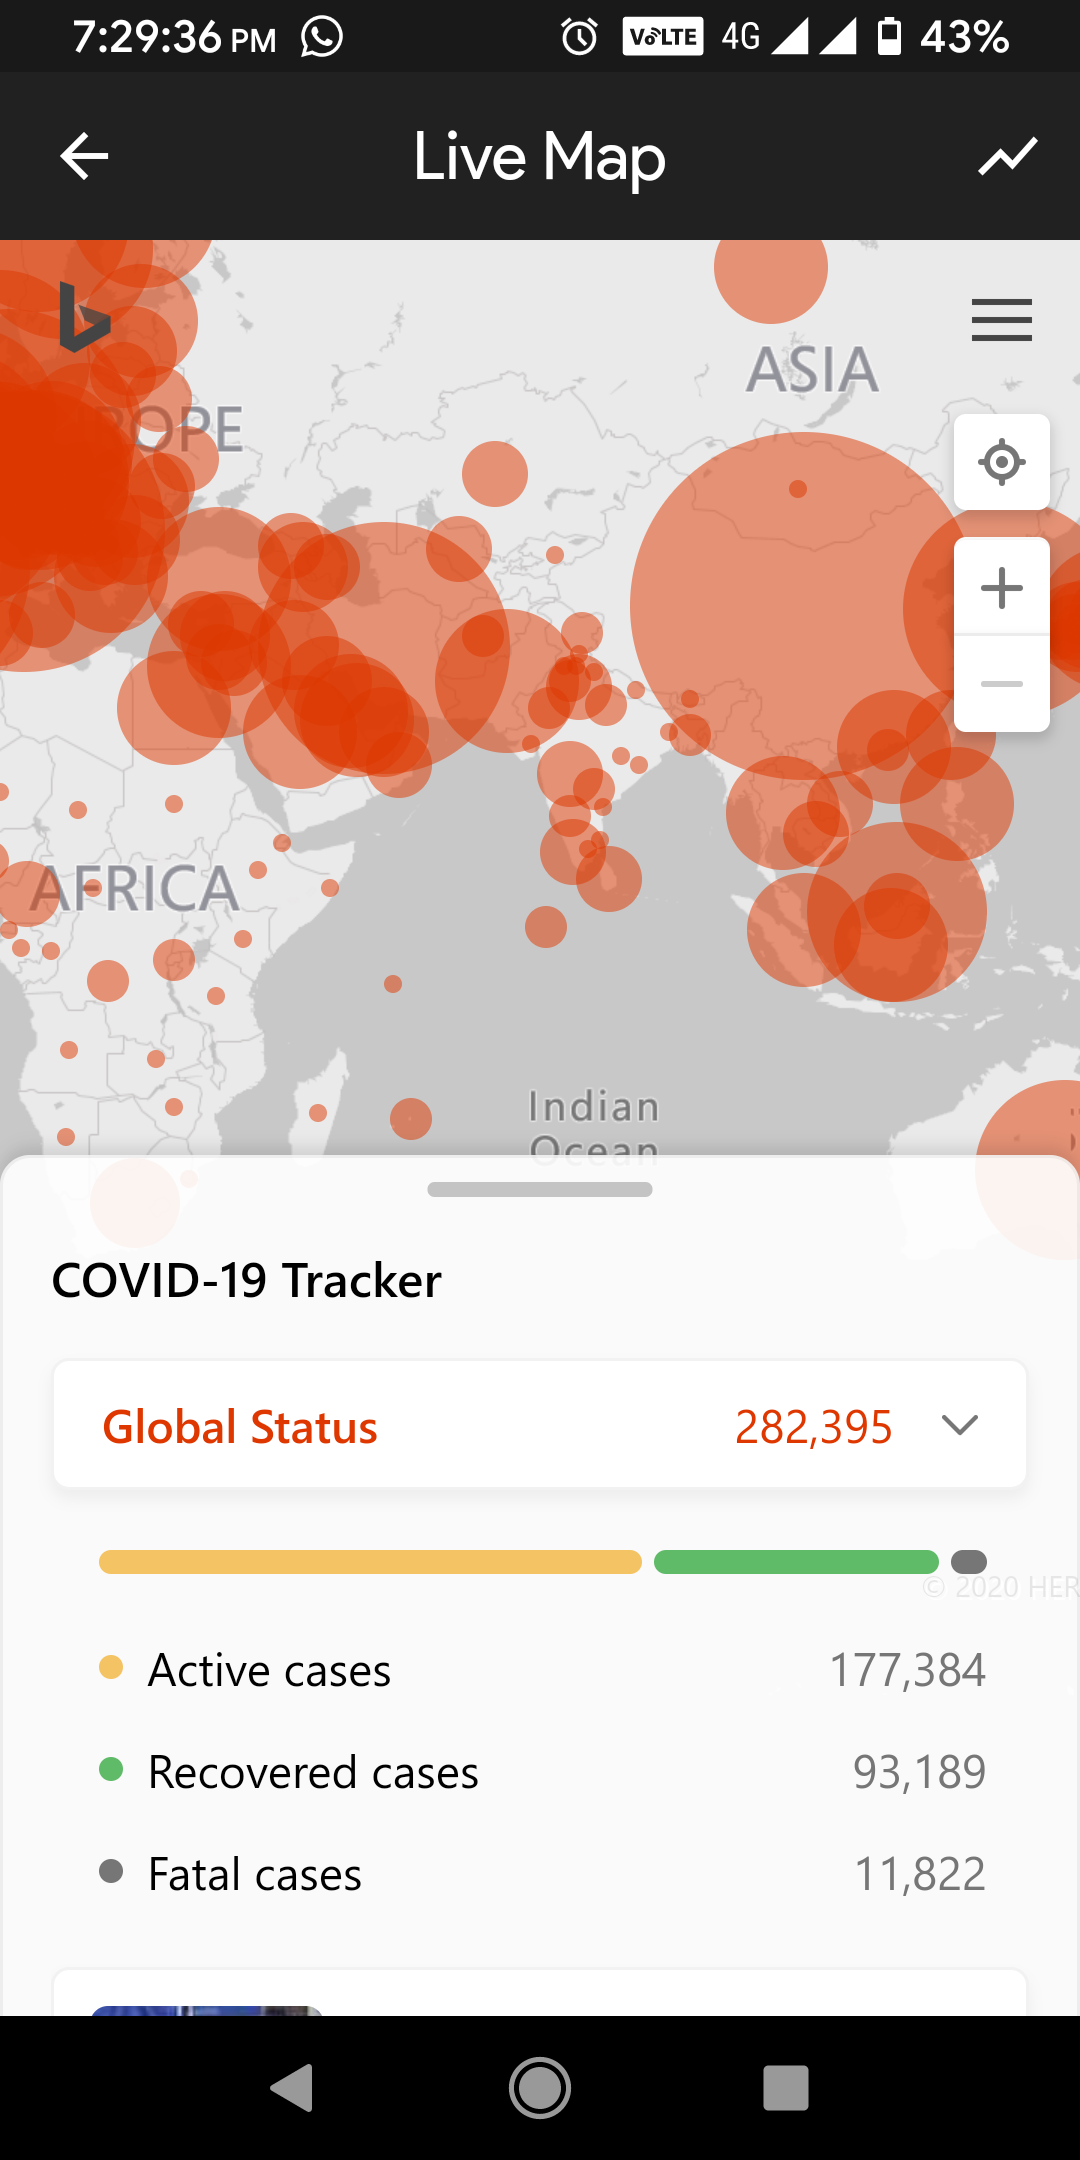 7:29:36 PM VoLTE 4G 43%
Live Map
ASIA
OPE
AFRICA
Indian
Ocean
COVID-19 Tracker
Global Status 282,395
© 2020 HER
Active cases 177,384
Recovered cases 93,189
Fatal cases 11,822